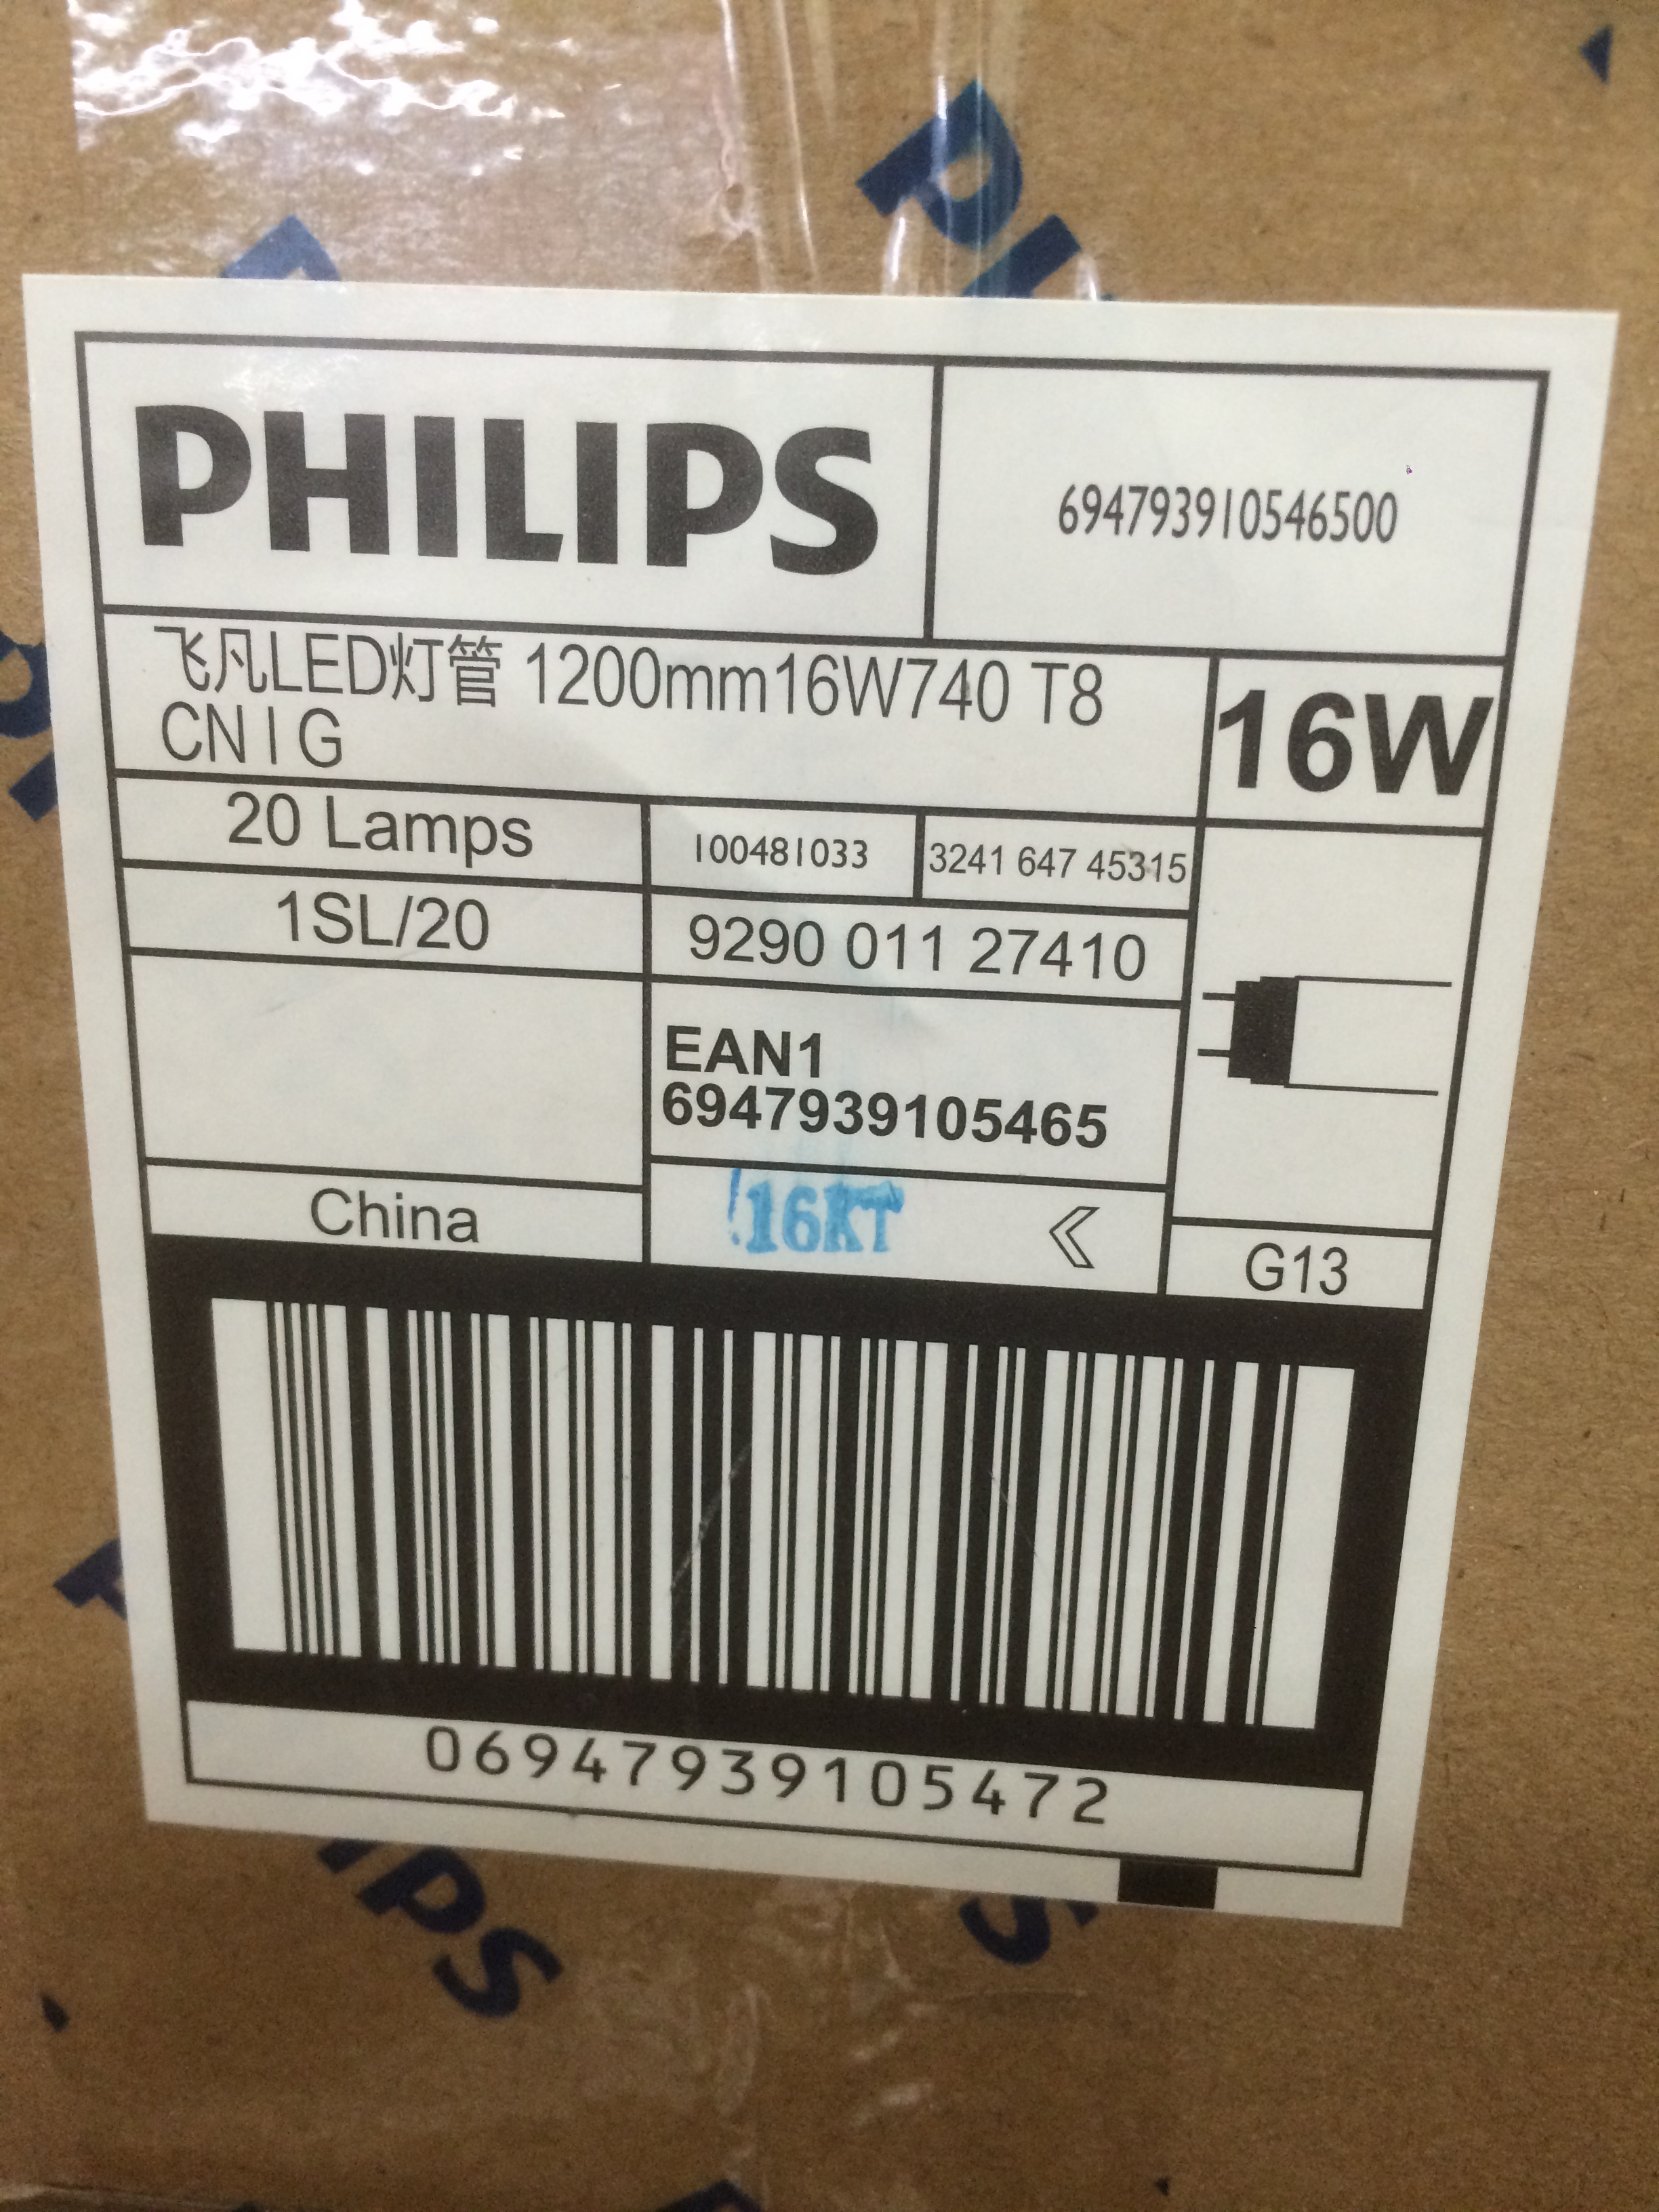 PHILIPS
694793910546500
飞凡LED灯管 1200mm16W740 T8
CN I G
16W
20 Lamps
100481033
3241 647 45315
1SL/20
9290 011 27410
EAN1
6947939105465
China
16KT
G13
06947939105472